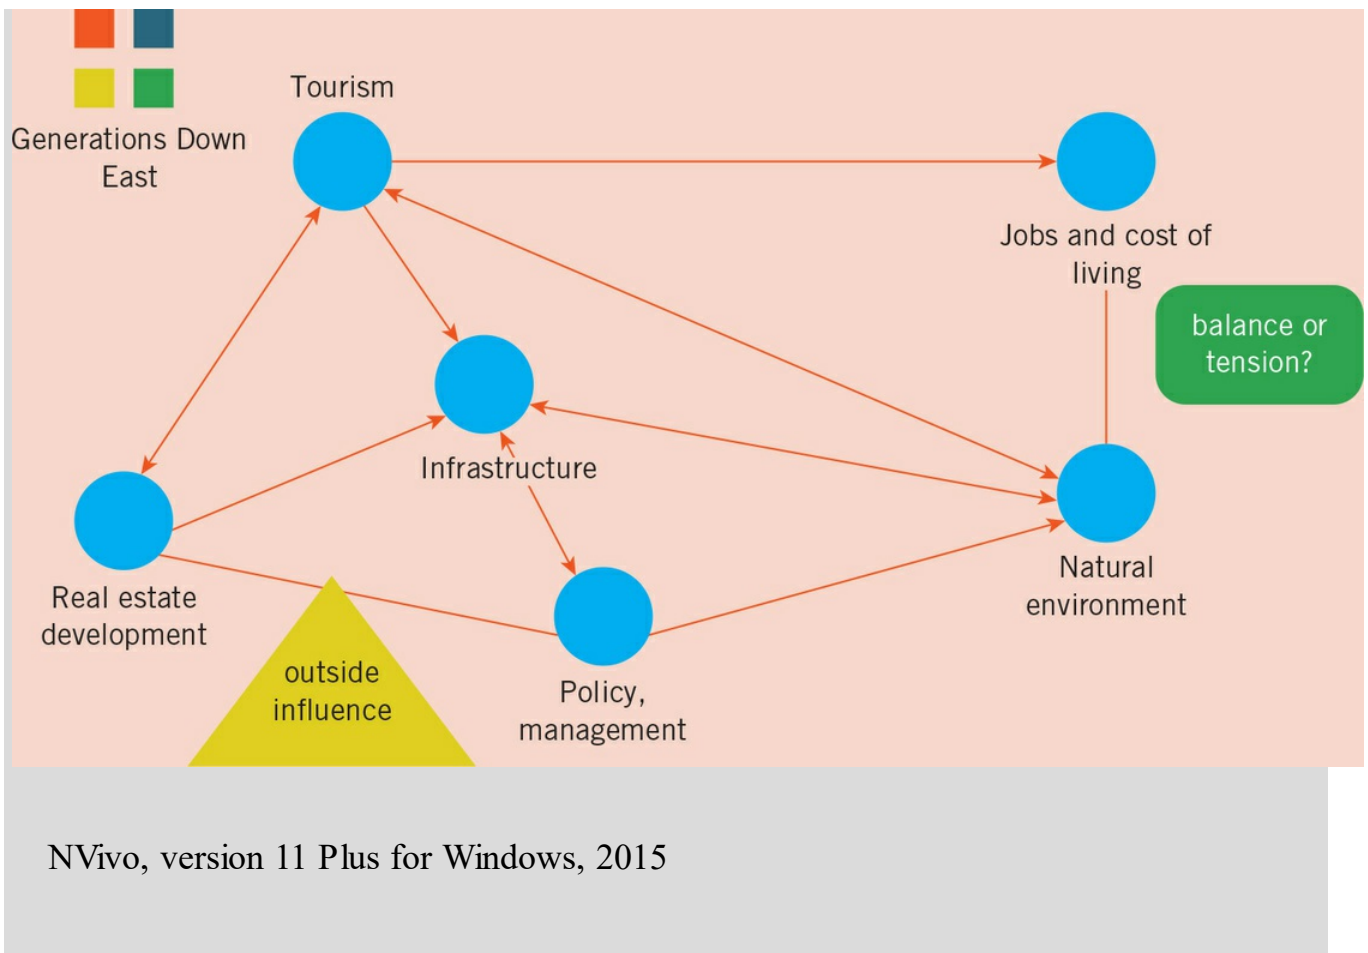 Tourism
Generations Down
East
Jobs and cost of
living
balance or
tension?
Infrastructure
Natural
environment
Real estate
development
outside
influence
Policy,
management
NVivo, version 11 Plus for Windows, 2015